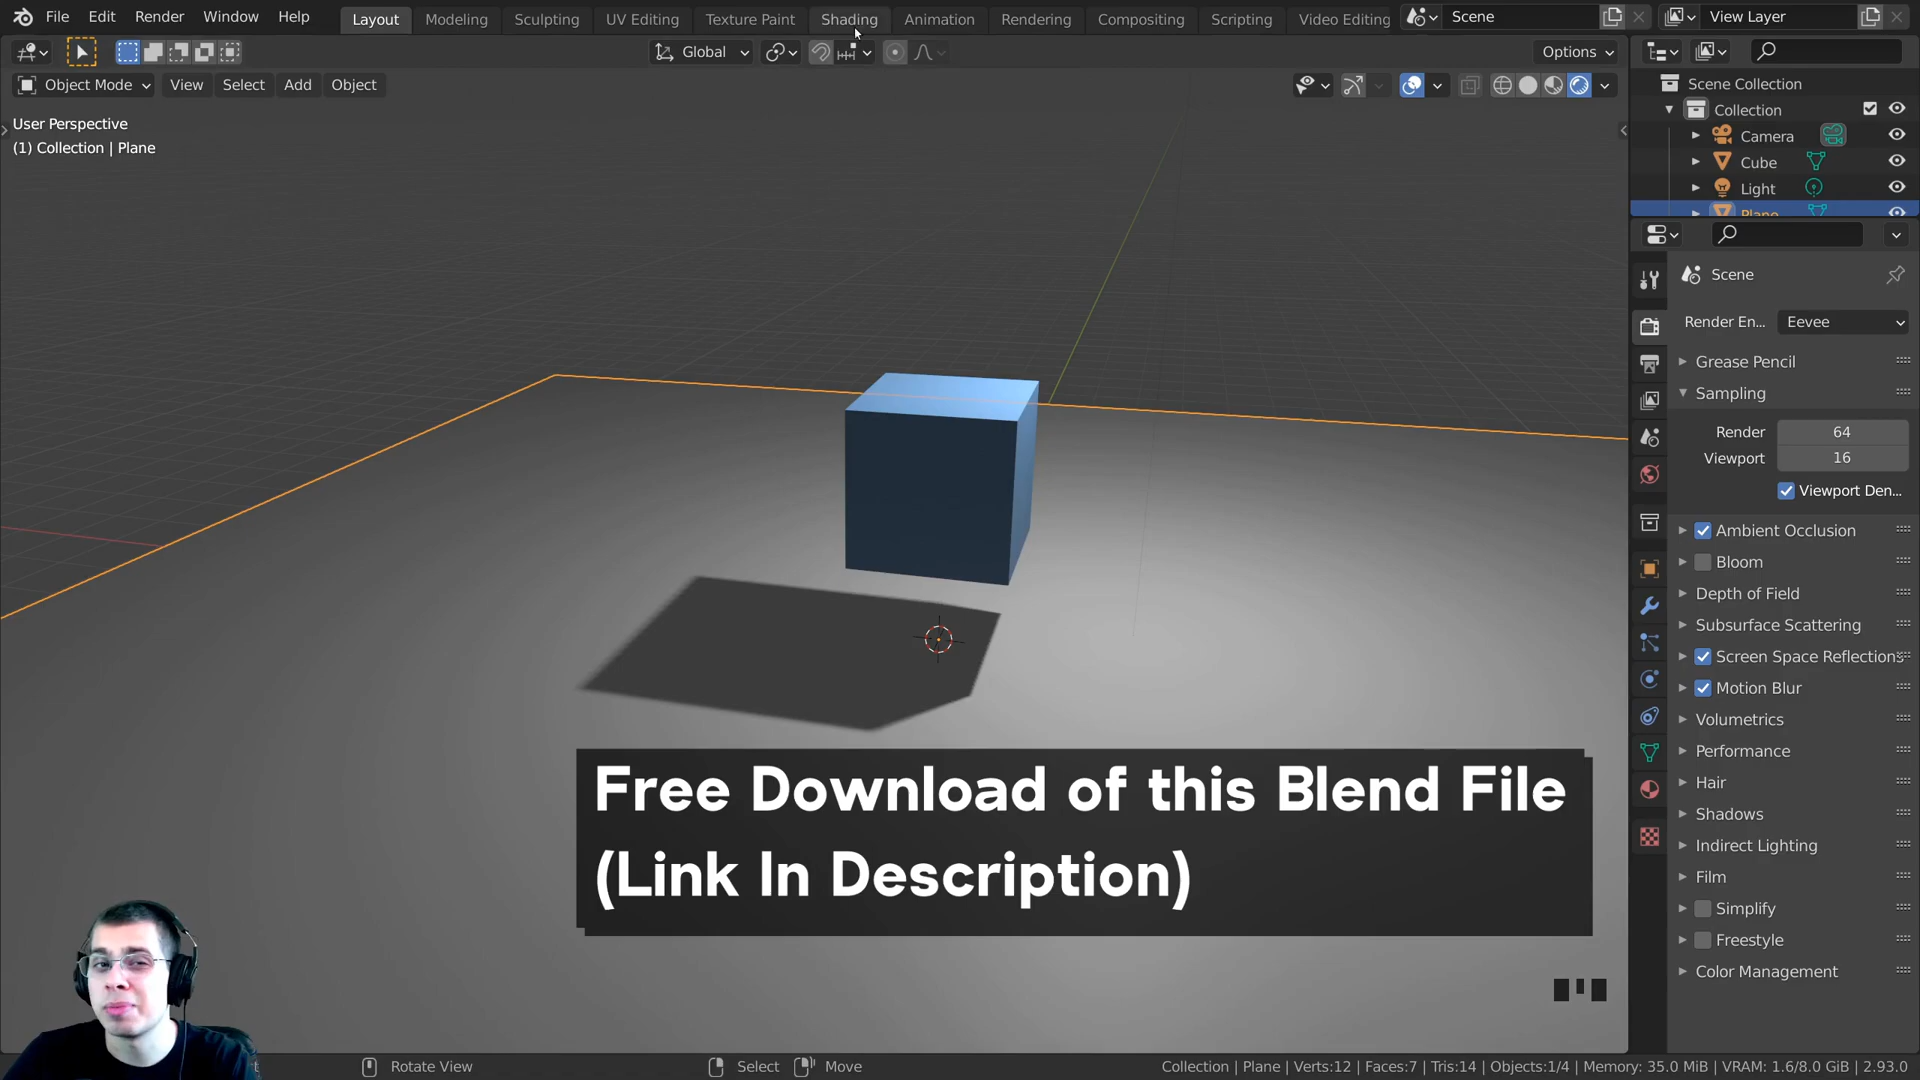 File Edit Render Window Help Layout Modeling Sculpting UV Editing Texture Paint Shading Animation Rendering Compositing Scripting Video Editing Scene View Layer
Global Options
Object Mode View Select Add Object
User Perspective
(1) Collection | Plane
Scene Collection
Collection
Camera
Cube
Light
Plane
Scene
Render En... Eevee
Grease Pencil
Sampling
Render 64
Viewport 16
Viewport Den...
Ambient Occlusion
Bloom
Depth of Field
Subsurface Scattering
Screen Space Reflections
Motion Blur
Volumetrics
Performance
Hair
Shadows
Indirect Lighting
Film
Simplify
Freestyle
Color Management
Free Download of this Blend File
(Link In Description)
Rotate View Select Move Collection | Plane | Verts:12 | Faces:7 | Tris:14 | Objects:1/4 | Memory: 35.0 MiB | VRAM: 1.6/8.0 GiB | 2.93.0